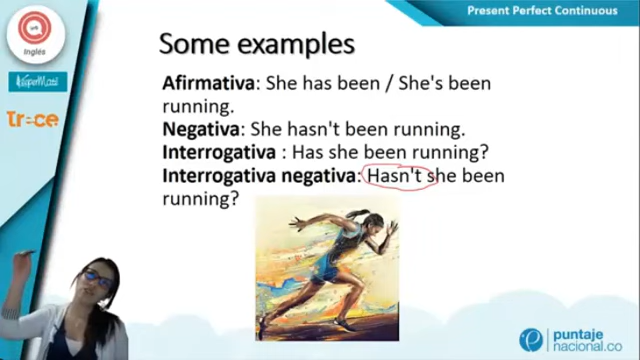 Present Perfect Continuous
Inglés
Some examples
Afirmativa: She has been / She's been
running.
Negativa: She hasn't been running.
Interrogativa : Has she been running?
Interrogativa negativa: Hasn't she been
running?
puntaje
nacional.co